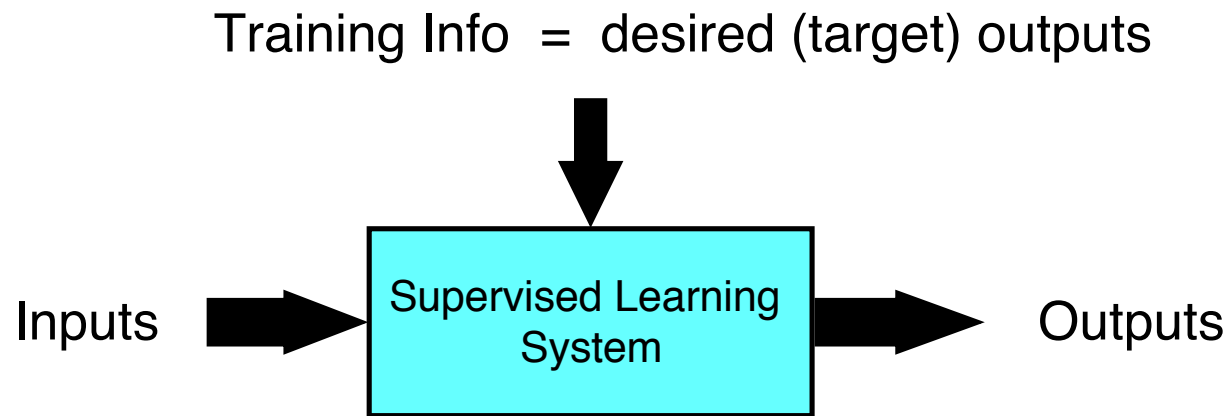 Training Info = desired (target) outputs
Inputs
Supervised Learning
System
Outputs